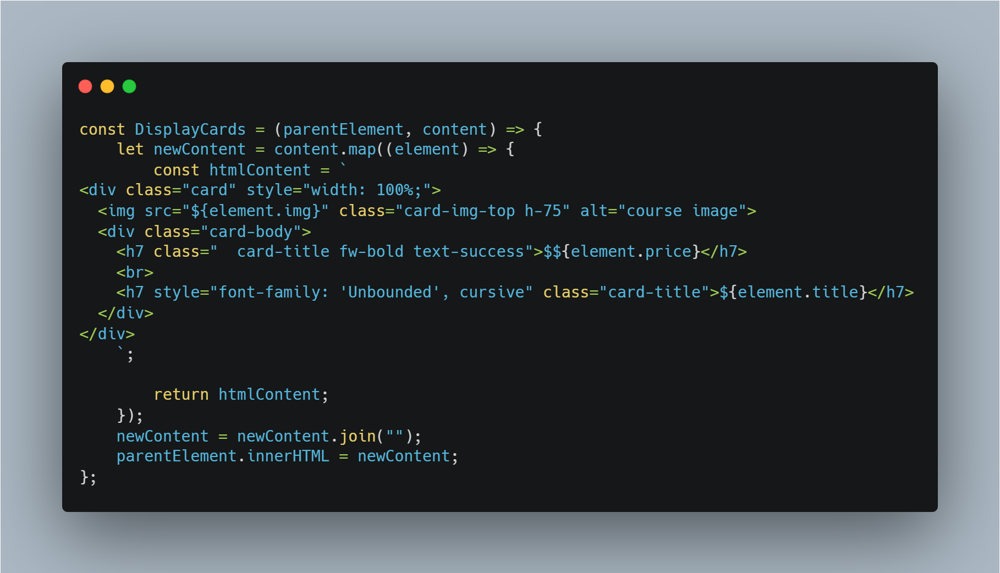 const DisplayCards = (parentElement, content) => {
    let newContent = content.map((element) => {
        const htmlContent = `
<div class="card" style="width: 100%;">
  <img src="${element.img}" class="card-img-top h-75" alt="course image">
  <div class="card-body">
    <h7 class="  card-title fw-bold text-success">$${element.price}</h7>
    <br>
    <h7 style="font-family: 'Unbounded', cursive" class="card-title">${element.title}</h7>
  </div>
</div>
    `;

        return htmlContent;
    });
    newContent = newContent.join("");
    parentElement.innerHTML = newContent;
};